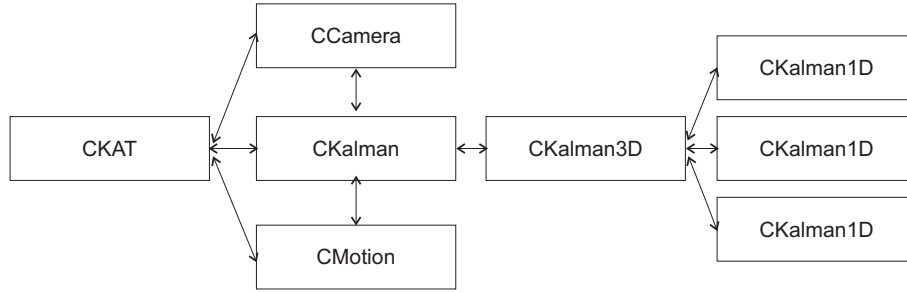 CCamera
CKalman1D
CKAT
CKalman
CKalman3D
CKalman1D
CMotion
CKalman1D